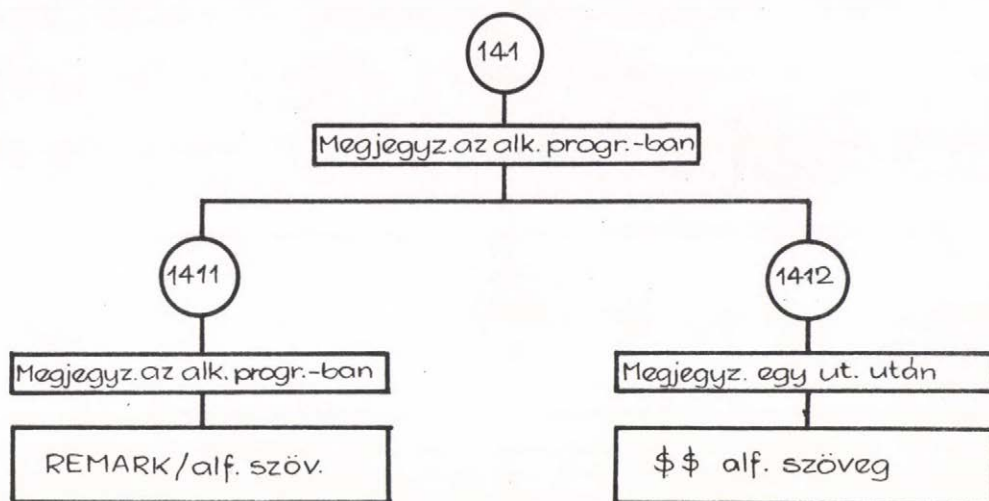 141
Megjegyz. az alk. progr.-ban
1411
1412
Megjegyz. az alk. progr.-ban
Megjegyz. egy ut. után
REMARK/alf. szöv.
$$ alf. szöveg